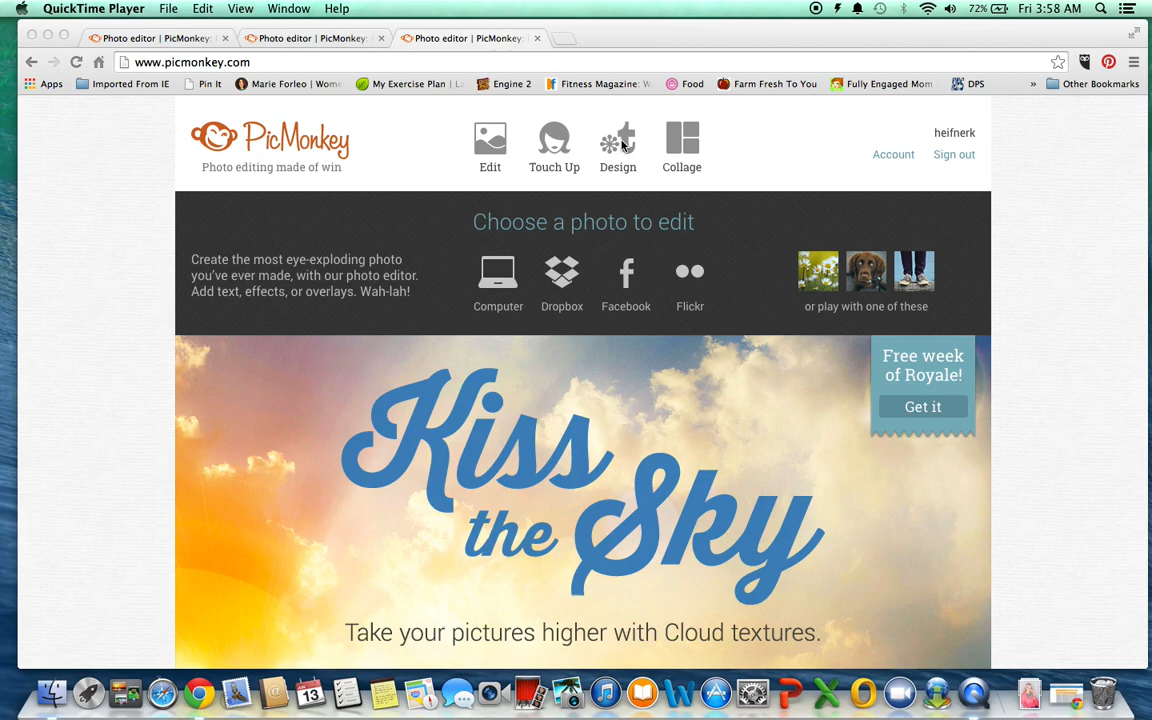 QuickTime Player File Edit View Window Help 72% Fri 3:58 AM
Photo editor | PicMonkey: Photo editor | PicMonkey: Photo editor | PicMonkey:
www.picmonkey.com
Apps Imported From IE Pin It Marie Forleo | Wome My Exercise Plan | La Engine 2 Fitness Magazine: W Food Farm Fresh To You Fully Engaged Mom DPS » Other Bookmarks
PicMonkey
Photo editing made of win
Edit Touch Up Design Collage
heifnerk
Account Sign out
Choose a photo to edit
Create the most eye-exploding photo
you've ever made, with our photo editor.
Add text, effects, or overlays. Wah-lah!
Computer Dropbox Facebook Flickr
or play with one of these
Free week
of Royale!
Get it
Kiss
the Sky
Take your pictures higher with Cloud textures.
JUN
13